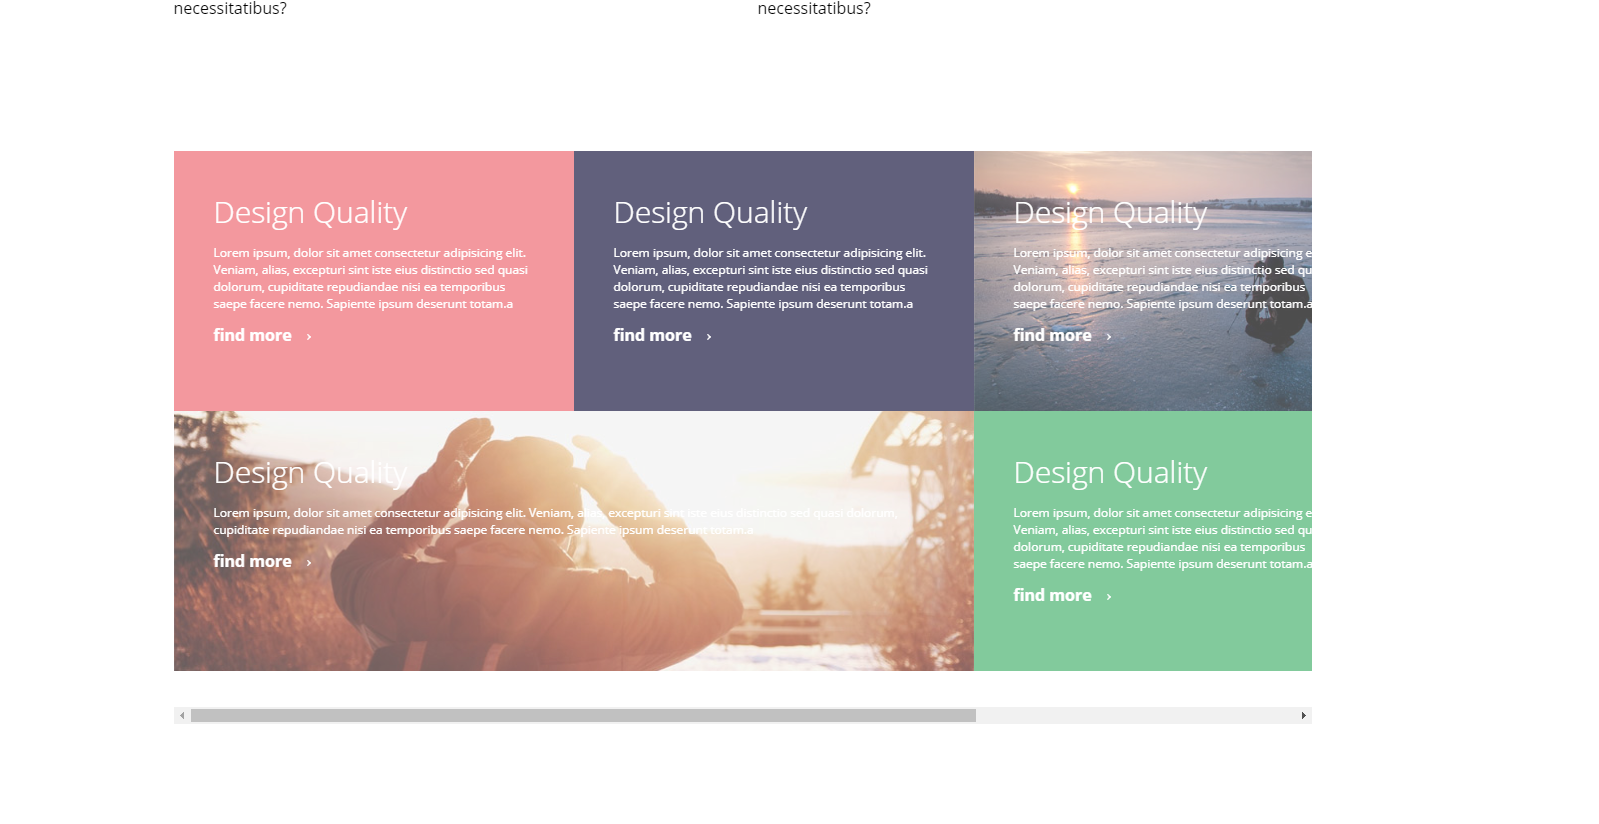 necessitatibus?
necessitatibus?
Design Quality
Lorem ipsum, dolor sit amet consectetur adipisicing elit.
Veniam, alias, excepturi sint iste eius distinctio sed quasi
dolorum, cupiditate repudiandae nisi ea temporibus
saepe facere nemo. Sapiente ipsum deserunt totam.a
find more ›
Design Quality
Lorem ipsum, dolor sit amet consectetur adipisicing elit.
Veniam, alias, excepturi sint iste eius distinctio sed quasi
dolorum, cupiditate repudiandae nisi ea temporibus
saepe facere nemo. Sapiente ipsum deserunt totam.a
find more ›
Design Quality
Lorem ipsum, dolor sit amet consectetur adipisicing e
Veniam, alias, excepturi sint iste eius distinctio sed qu
dolorum, cupiditate repudiandae nisi ea temporibus
saepe facere nemo. Sapiente ipsum deserunt totam.a
find more ›
Design Quality
Lorem ipsum, dolor sit amet consectetur adipisicing elit. Veniam, alias, excepturi sint iste eius distinctio sed quasi dolorum,
cupiditate repudiandae nisi ea temporibus saepe facere nemo. Sapiente ipsum deserunt totam.a
find more ›
Design Quality
Lorem ipsum, dolor sit amet consectetur adipisicing e
Veniam, alias, excepturi sint iste eius distinctio sed qu
dolorum, cupiditate repudiandae nisi ea temporibus
saepe facere nemo. Sapiente ipsum deserunt totam.a
find more ›